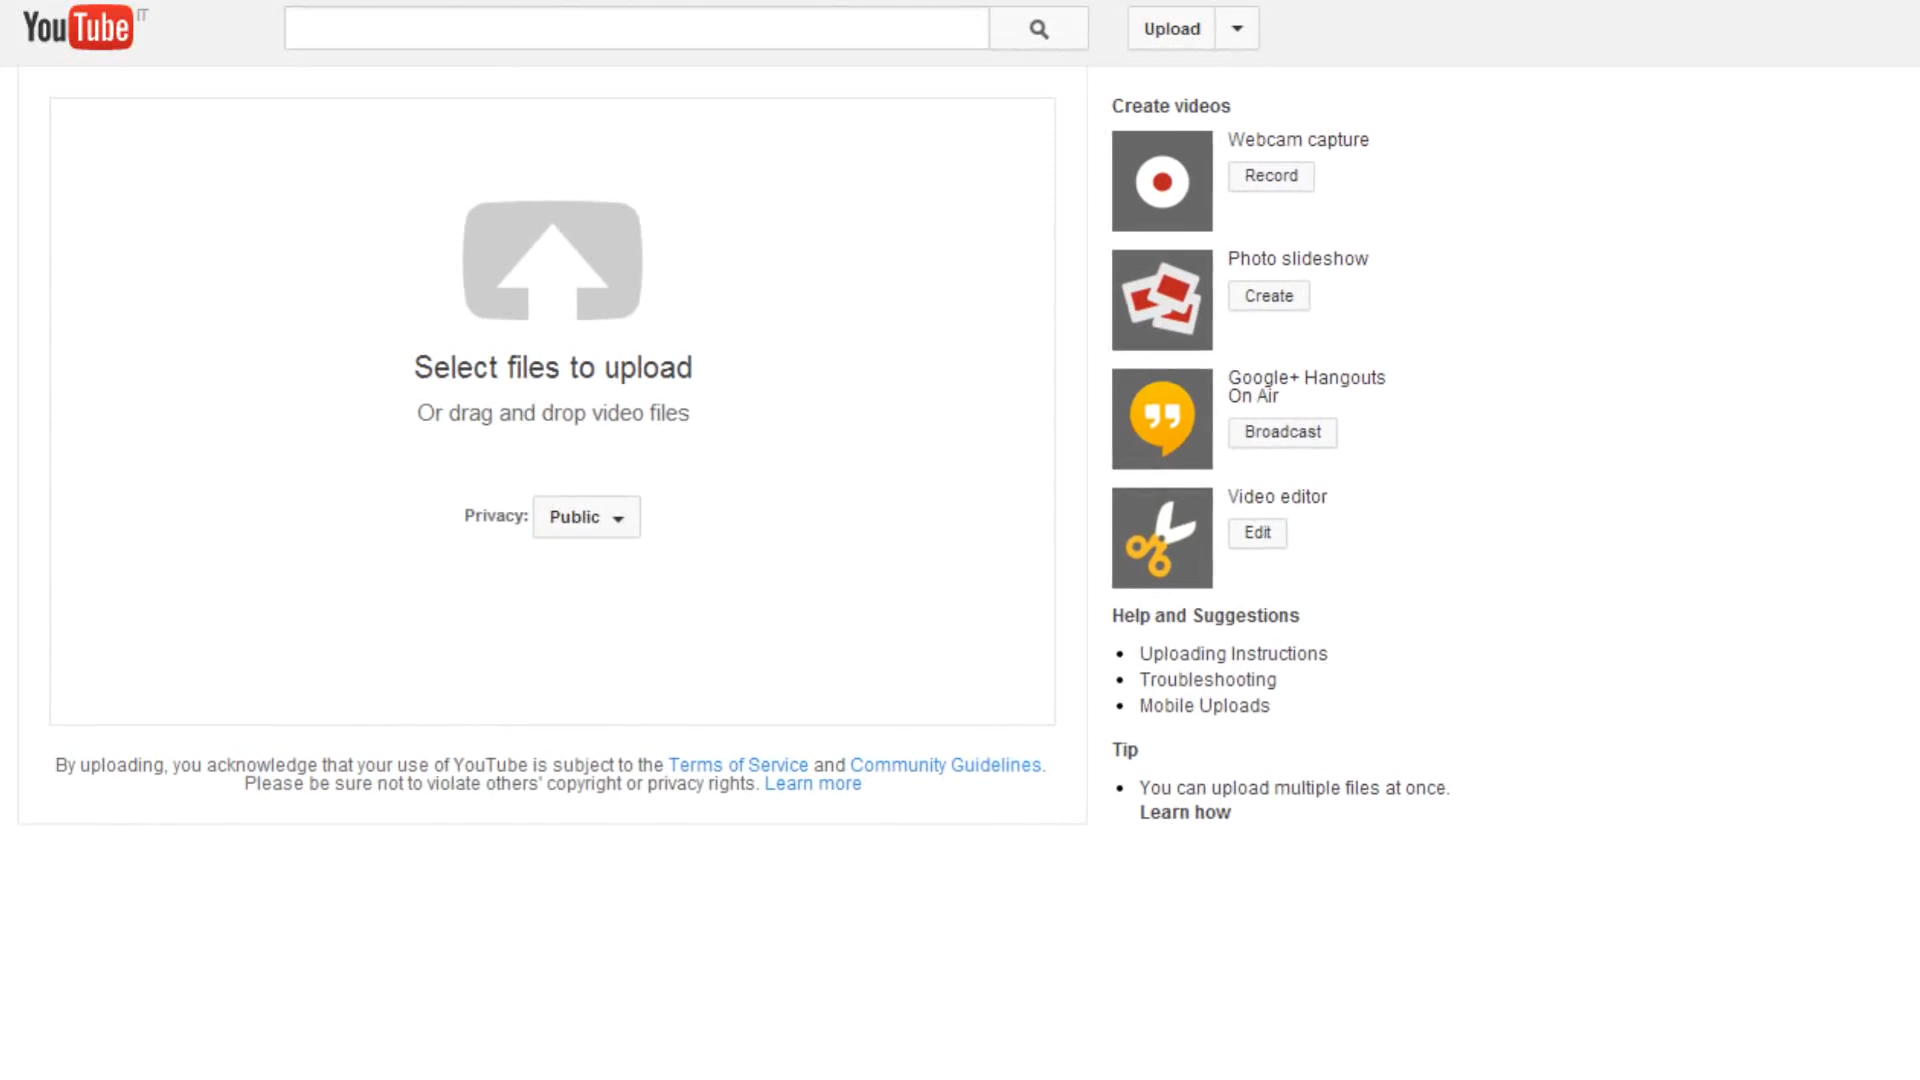 YouTube IT
Upload
Create videos
Webcam capture
Record
Photo slideshow
Create
Google+ Hangouts
On Air
Broadcast
Video editor
Edit
Select files to upload
Or drag and drop video files
Privacy: Public
By uploading, you acknowledge that your use of YouTube is subject to the Terms of Service and Community Guidelines.
Please be sure not to violate others' copyright or privacy rights. Learn more
Help and Suggestions
Uploading Instructions
Troubleshooting
Mobile Uploads
Tip
You can upload multiple files at once.
Learn how